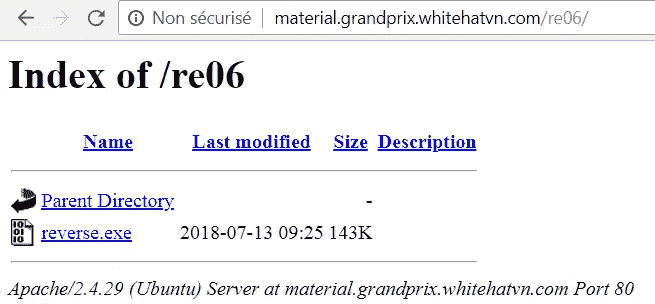 Non sécurisé | material.grandprix.whitehatvn.com/re06/
Index of /re06
Name Last modified Size Description
Parent Directory -
reverse.exe 2018-07-13 09:25 143K
Apache/2.4.29 (Ubuntu) Server at material.grandprix.whitehatvn.com Port 80